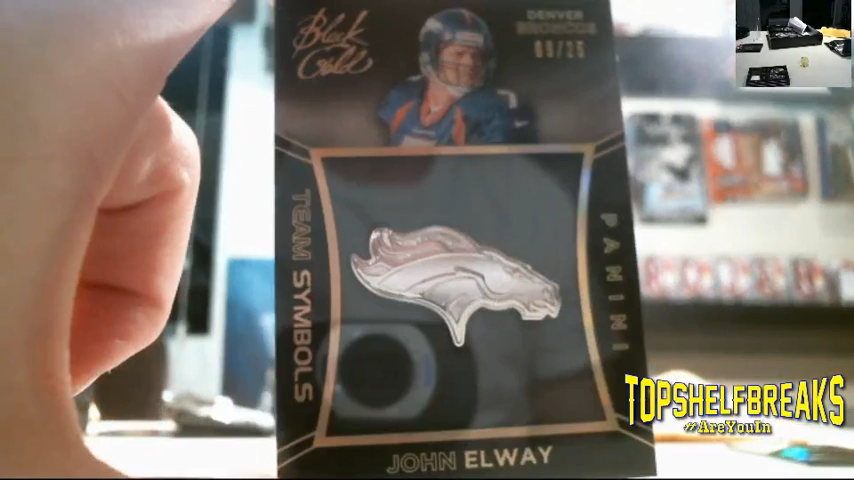 Black
Gold
DENVER
BRONCOS
09/25
TEAM SYMBOLS
PANINI
JOHN ELWAY
TOPSHELFBREAKS
#AreYouIn